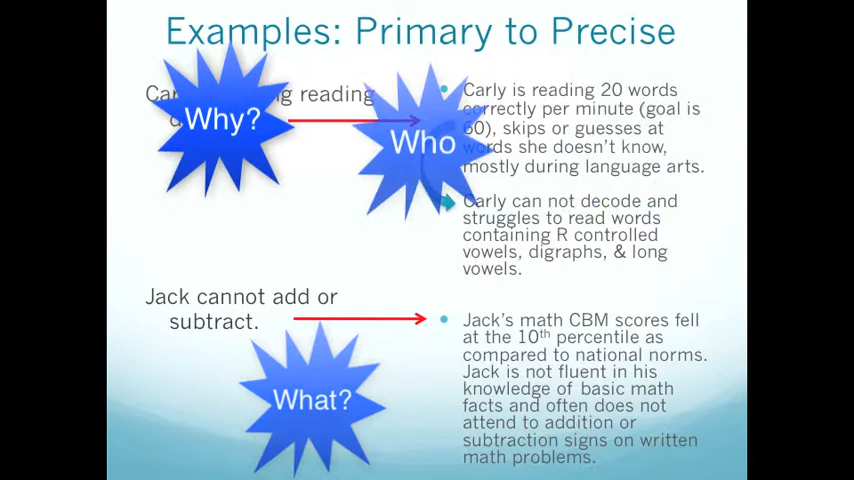 Examples: Primary to Precise
reading
Why?
Who
Carly is reading 20 words
correctly per minute (goal is
60), skips or guesses at
words she doesn't know,
mostly during language arts.
Carly can not decode and
struggles to read words
containing R controlled
vowels, digraphs, & long
vowels.
Jack cannot add or
subtract.
What?
Jack's math CBM scores fell
at the 10th percentile as
compared to national norms.
Jack is not fluent in his
knowledge of basic math
facts and often does not
attend to addition or
subtraction signs on written
math problems.